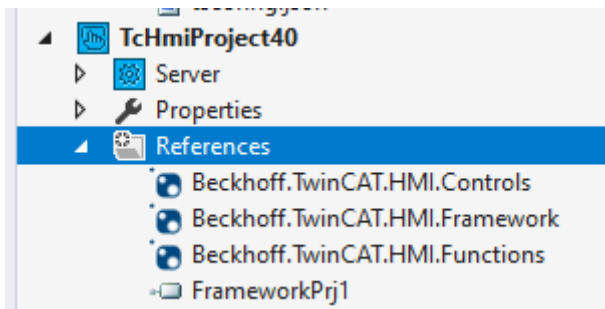 TcHmiProject40
Server
Properties
References
Beckhoff.TwinCAT.HMI.Controls
Beckhoff.TwinCAT.HMI.Framework
Beckhoff.TwinCAT.HMI.Functions
FrameworkPrj1